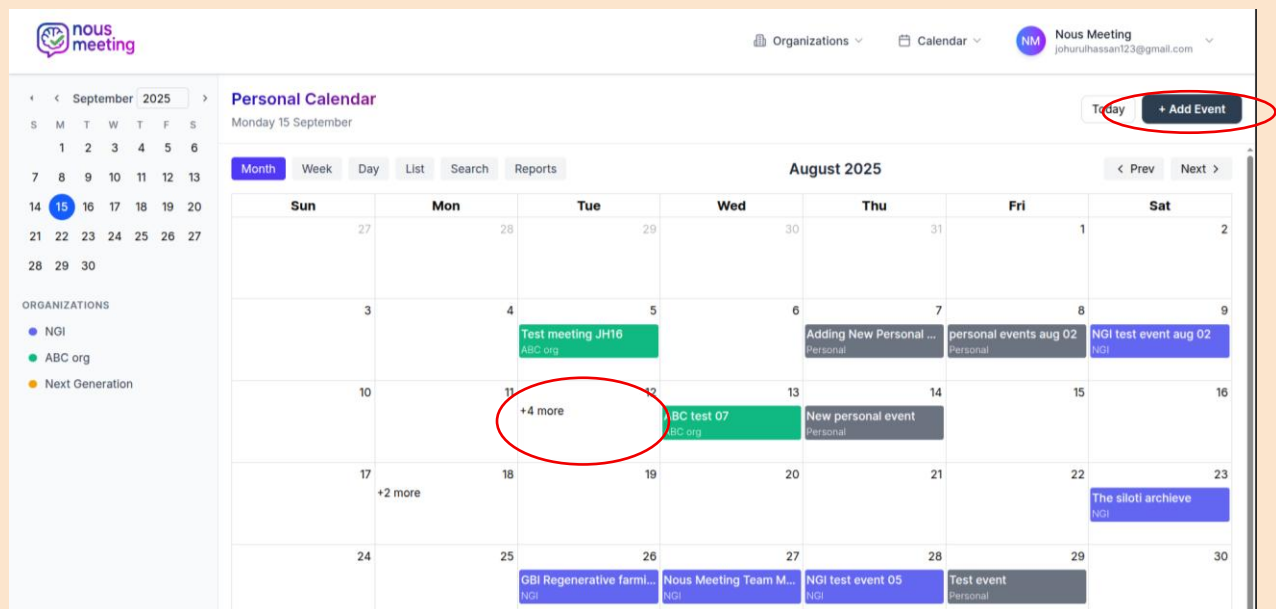 nous
meeting
Organizations
Calendar
NM
Nous Meeting
johurulhassan123@gmail.com
September 2025
S M T W T F S
1 2 3 4 5 6
7 8 9 10 11 12 13
14 15 16 17 18 19 20
21 22 23 24 25 26 27
28 29 30
ORGANIZATIONS
NGI
ABC org
Next Generation
Personal Calendar
Monday 15 September
Today
+ Add Event
Month Week Day List Search Reports
August 2025
< Prev Next >
Sun Mon Tue Wed Thu Fri Sat
27 28 29 30 31 1 2
3 4 5 6 7 8 9
Test meeting JH16
ABC org
Adding New Personal ...
Personal
personal events aug 02
Personal
NGI test event aug 02
NGI
10 11 12 13 14 15 16
+4 more
ABC test 07
ABC org
New personal event
Personal
17 18 19 20 21 22 23
+2 more
The siloti archieve
NGI
24 25 26 27 28 29 30
GBI Regenerative farmi...
NGI
Nous Meeting Team M...
NGI
NGI test event 05
NGI
Test event
Personal